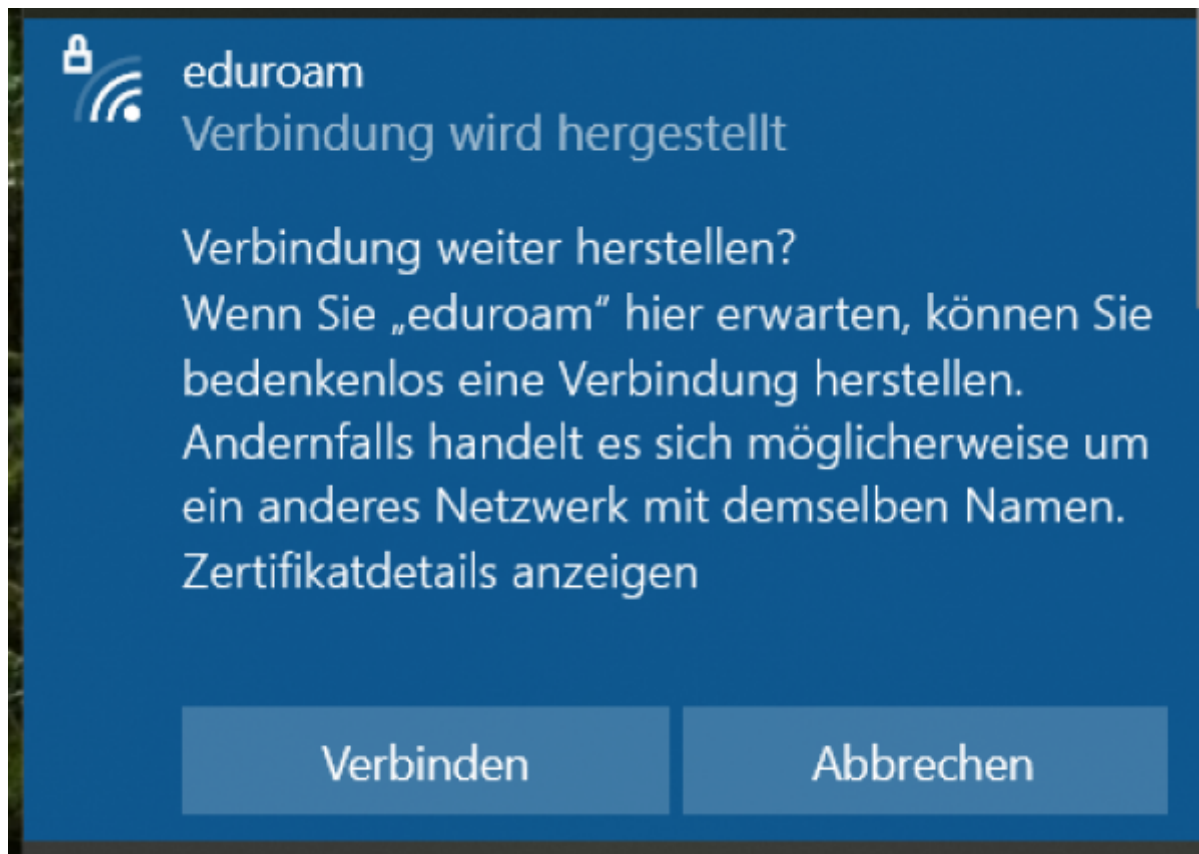 eduroam
Verbindung wird hergestellt
Verbindung weiter herstellen?
Wenn Sie „eduroam“ hier erwarten, können Sie
bedenkenlos eine Verbindung herstellen.
Andernfalls handelt es sich möglicherweise um
ein anderes Netzwerk mit demselben Namen.
Zertifikatdetails anzeigen
Verbinden
Abbrechen